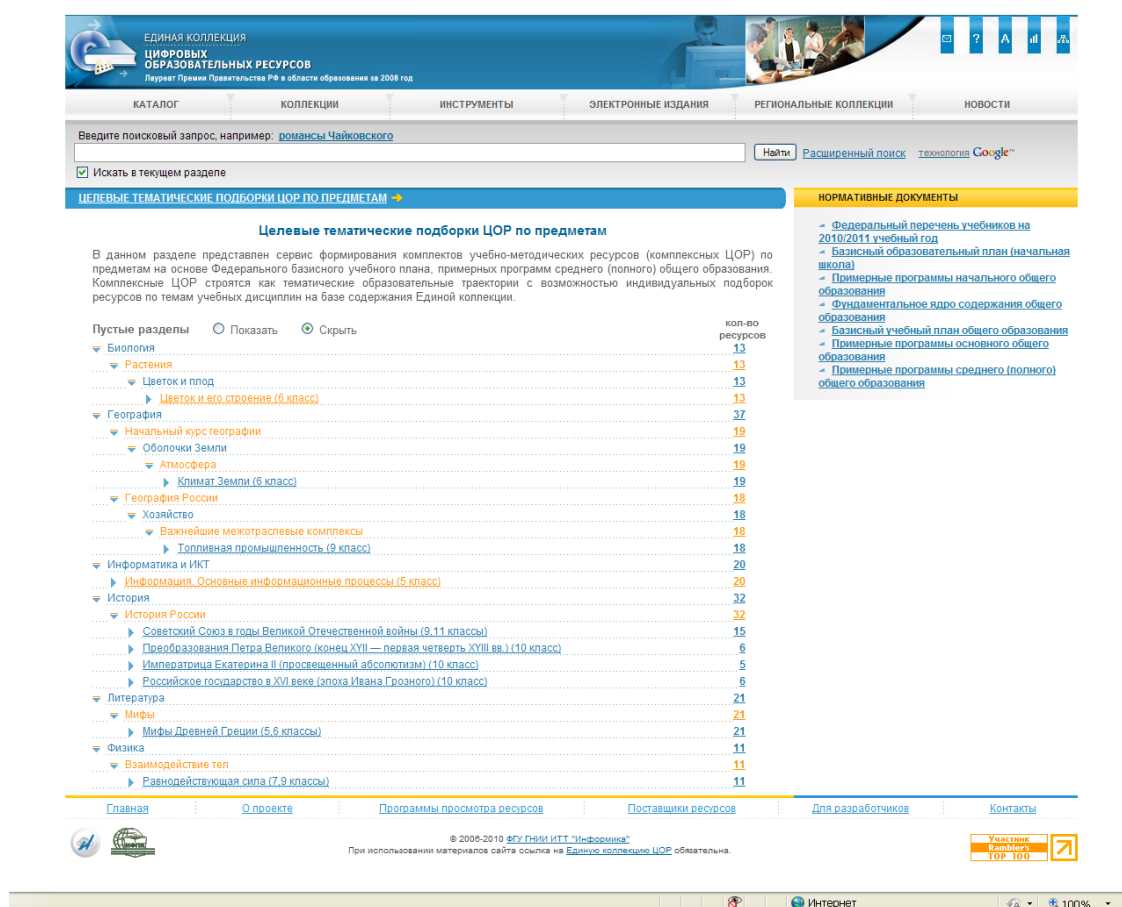 ЕДИНАЯ КОЛЛЕКЦИЯ
ЦИФРОВЫХ
ОБРАЗОВАТЕЛЬНЫХ РЕСУРСОВ
Лауреат Премии Правительства РФ в области образования за 2008 год
КАТАЛОГ КОЛЛЕКЦИИ ИНСТРУМЕНТЫ ЭЛЕКТРОННЫЕ ИЗДАНИЯ РЕГИОНАЛЬНЫЕ КОЛЛЕКЦИИ НОВОСТИ
Введите поисковый запрос, например: романсы Чайковского
Найти Расширенный поиск технология Google™
Искать в текущем разделе
ЦЕЛЕВЫЕ ТЕМАТИЧЕСКИЕ ПОДБОРКИ ЦОР ПО ПРЕДМЕТАМ
Целевые тематические подборки ЦОР по предметам
В данном разделе представлен сервис формирования комплектов учебно-методических ресурсов (комплексных ЦОР) по
предметам на основе Федерального базисного учебного плана, примерных программ среднего (полного) общего образования.
Комплексные ЦОР строятся как тематические образовательные траектории с возможностью индивидуальных подборок
ресурсов по темам учебных дисциплин на базе содержания Единой коллекции.
Пустые разделы Показать Скрыть
кол-во
ресурсов
Биология 13
Растения 13
Цветок и плод 13
Цветок и его строение (6 класс) 13
География 37
Начальный курс географии 19
Оболочки Земли 19
Атмосфера 19
Климат Земли (6 класс) 19
География России 18
Хозяйство 18
Важнейшие межотраслевые комплексы 18
Топливная промышленность (9 класс) 18
Информатика и ИКТ 20
Информация. Основные информационные процессы (5 класс) 20
История 32
История России 32
Советский Союз в годы Великой Отечественной войны (9,11 классы) 15
Преобразования Петра Великого (конец XYII — первая четверть XYIII вв.) (10 класс) 6
Императрица Екатерина II (просвещенный абсолютизм) (10 класс) 5
Российское государство в XVI веке (эпоха Ивана Грозного) (10 класс) 6
Литература 21
Мифы 21
Мифы Древней Греции (5,6 классы) 21
Физика 11
Взаимодействие тел 11
Равнодействующая сила (7,9 классы) 11
НОРМАТИВНЫЕ ДОКУМЕНТЫ
Федеральный перечень учебников на
2010/2011 учебный год
Базисный образовательный план (начальная
школа)
Примерные программы начального общего
образования
Фундаментальное ядро содержания общего
образования
Базисный учебный план общего образования
Примерные программы основного общего
образования
Примерные программы среднего (полного)
общего образования
Главная О проекте Программы просмотра ресурсов Поставщики ресурсов Для разработчиков Контакты
© 2006-2010 ФГУ ГНИИ ИТТ "Информика"
При использовании материалов сайта ссылка на Единую коллекцию ЦОР обязательна.
Участник
Rambler's
TOP 100
Интернет 100%